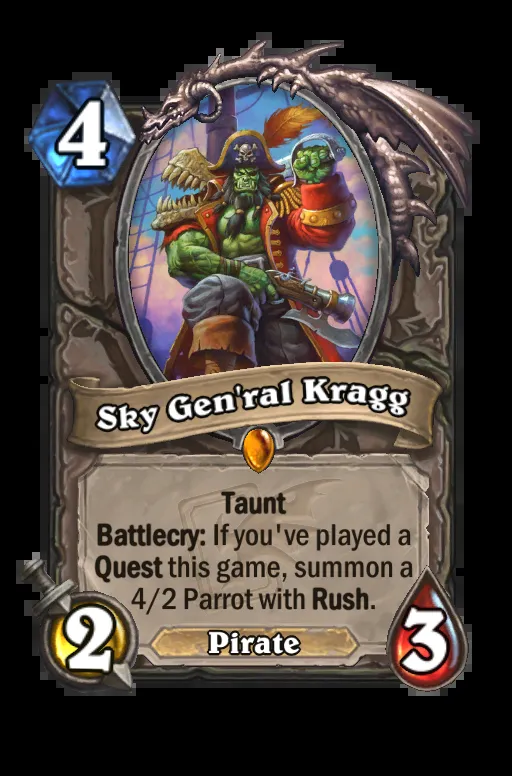 4
Sky Gen'ral Kragg
Taunt
Battlecry: If you've played a
Quest this game, summon a
4/2 Parrot with Rush.
2
Pirate
3